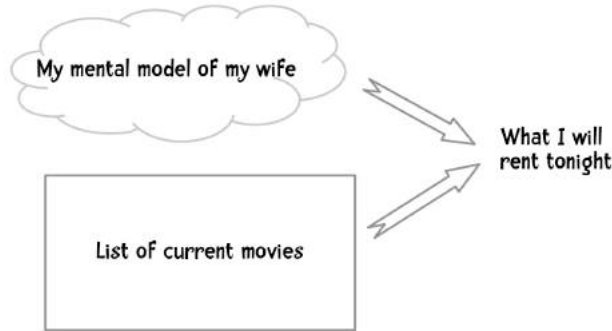 My mental model of my wife
What I will
rent tonight
List of current movies